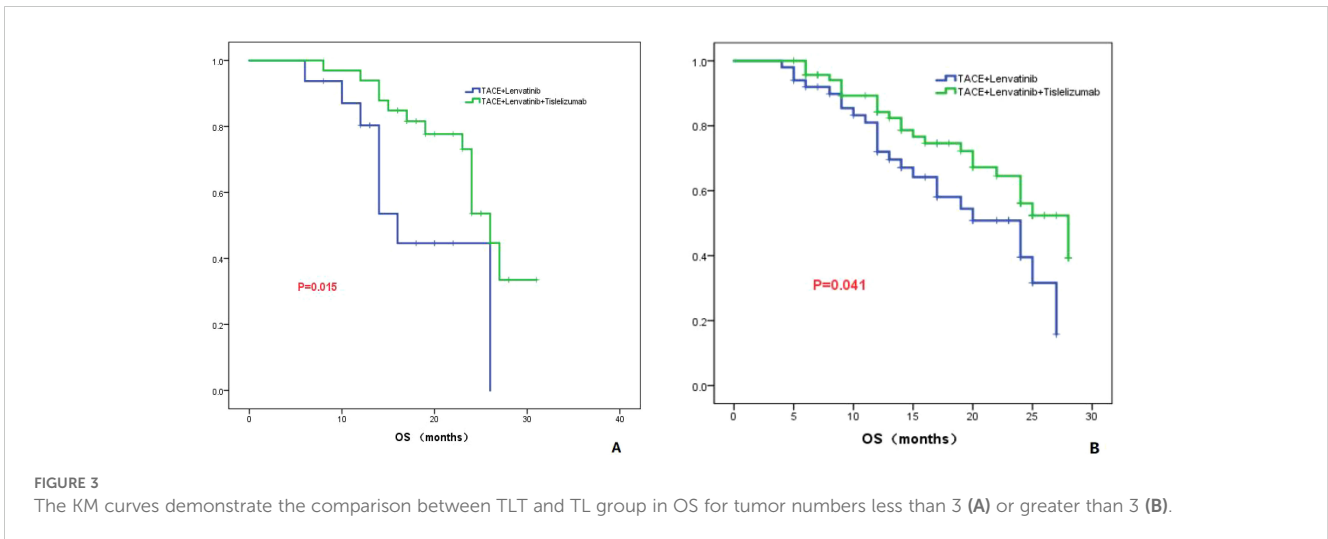 1.0
0.8
0.6
0.4
0.2
0.0
TACE+Lenvatinib
TACE+Lenvatinib+Tislelizumab
P=0.015
0 10 20 30 40
OS （months）
A
1.0
0.8
0.6
0.4
0.2
0.0
TACE+Lenvatinib
TACE+Lenvatinib+Tislelizumab
P=0.041
0 5 10 15 20 25 30
OS （months）
B
FIGURE 3
The KM curves demonstrate the comparison between TLT and TL group in OS for tumor numbers less than 3 (A) or greater than 3 (B).